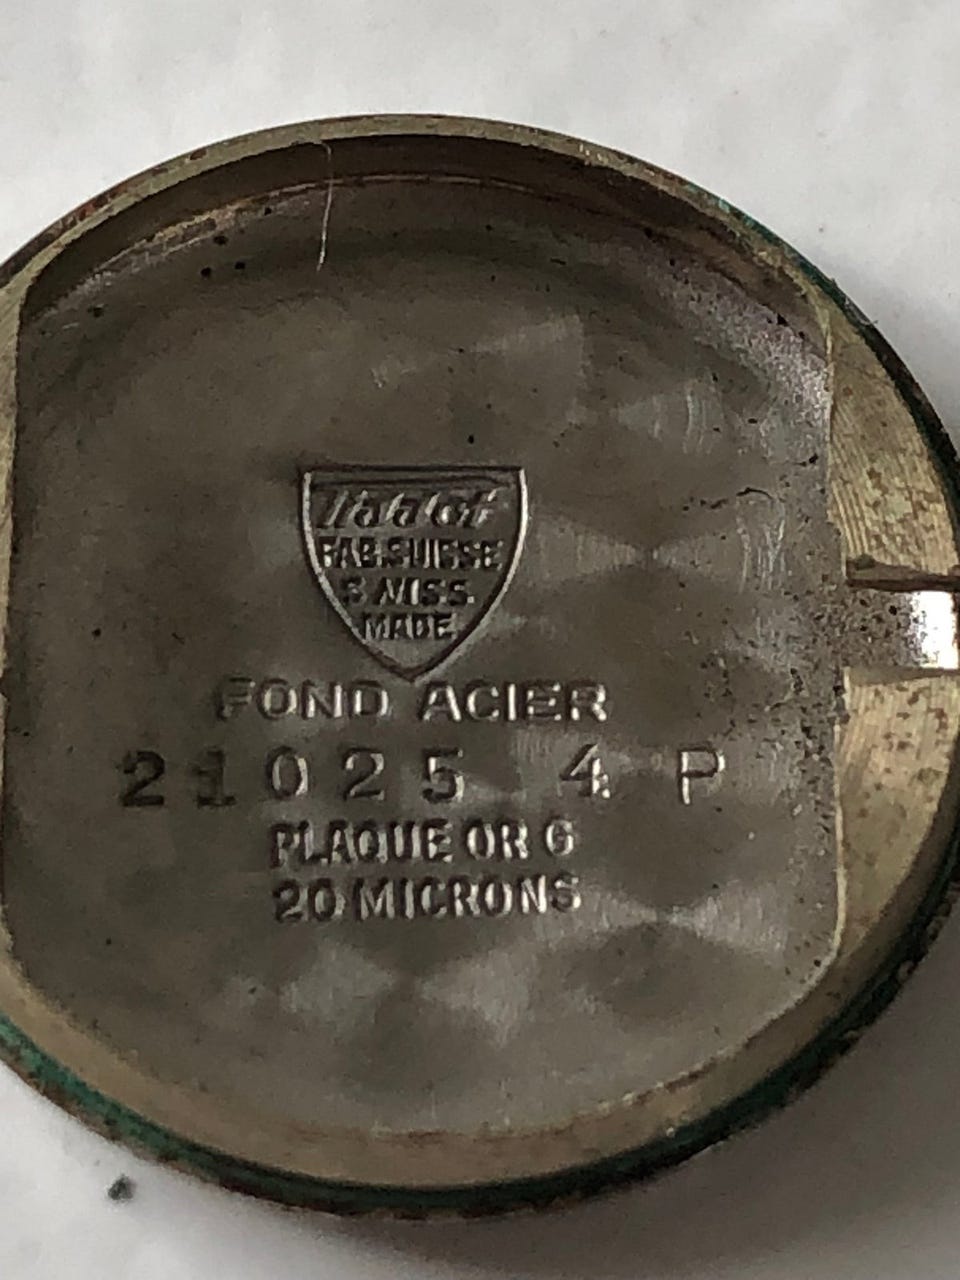 Tissot
FAB.SUISSE
SWISS
MADE
FOND ACIER
21025 4 P
PLAQUE OR G
20 MICRONS